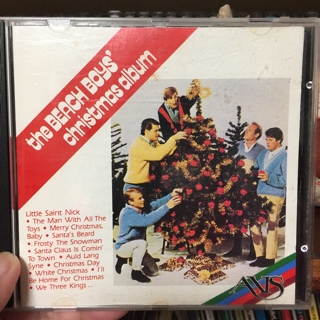 the BEACH BOYS'
christmas album
Little Saint Nick
• The Man With All The
Toys • Merry Christmas,
Baby • Santa's Beard
• Frosty The Snowman
• Santa Claus Is Comin'
To Town • Auld Lang
Syne • Christmas Day
• White Christmas • I'll
Be Home For Christmas
• We Three Kings...